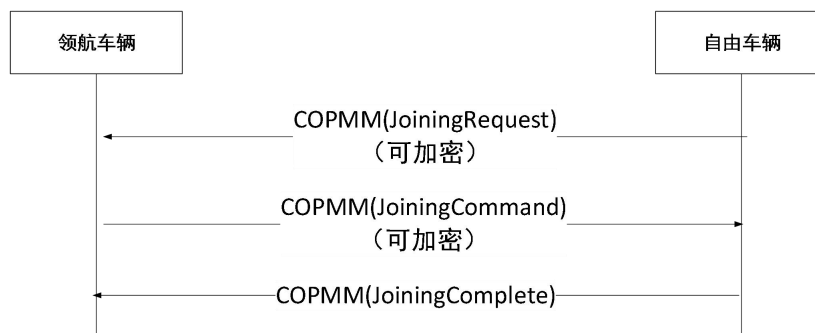 领航车辆
自由车辆
COPMM(JoiningRequest)
（可加密）
COPMM(JoiningCommand)
（可加密）
COPMM(JoiningComplete)